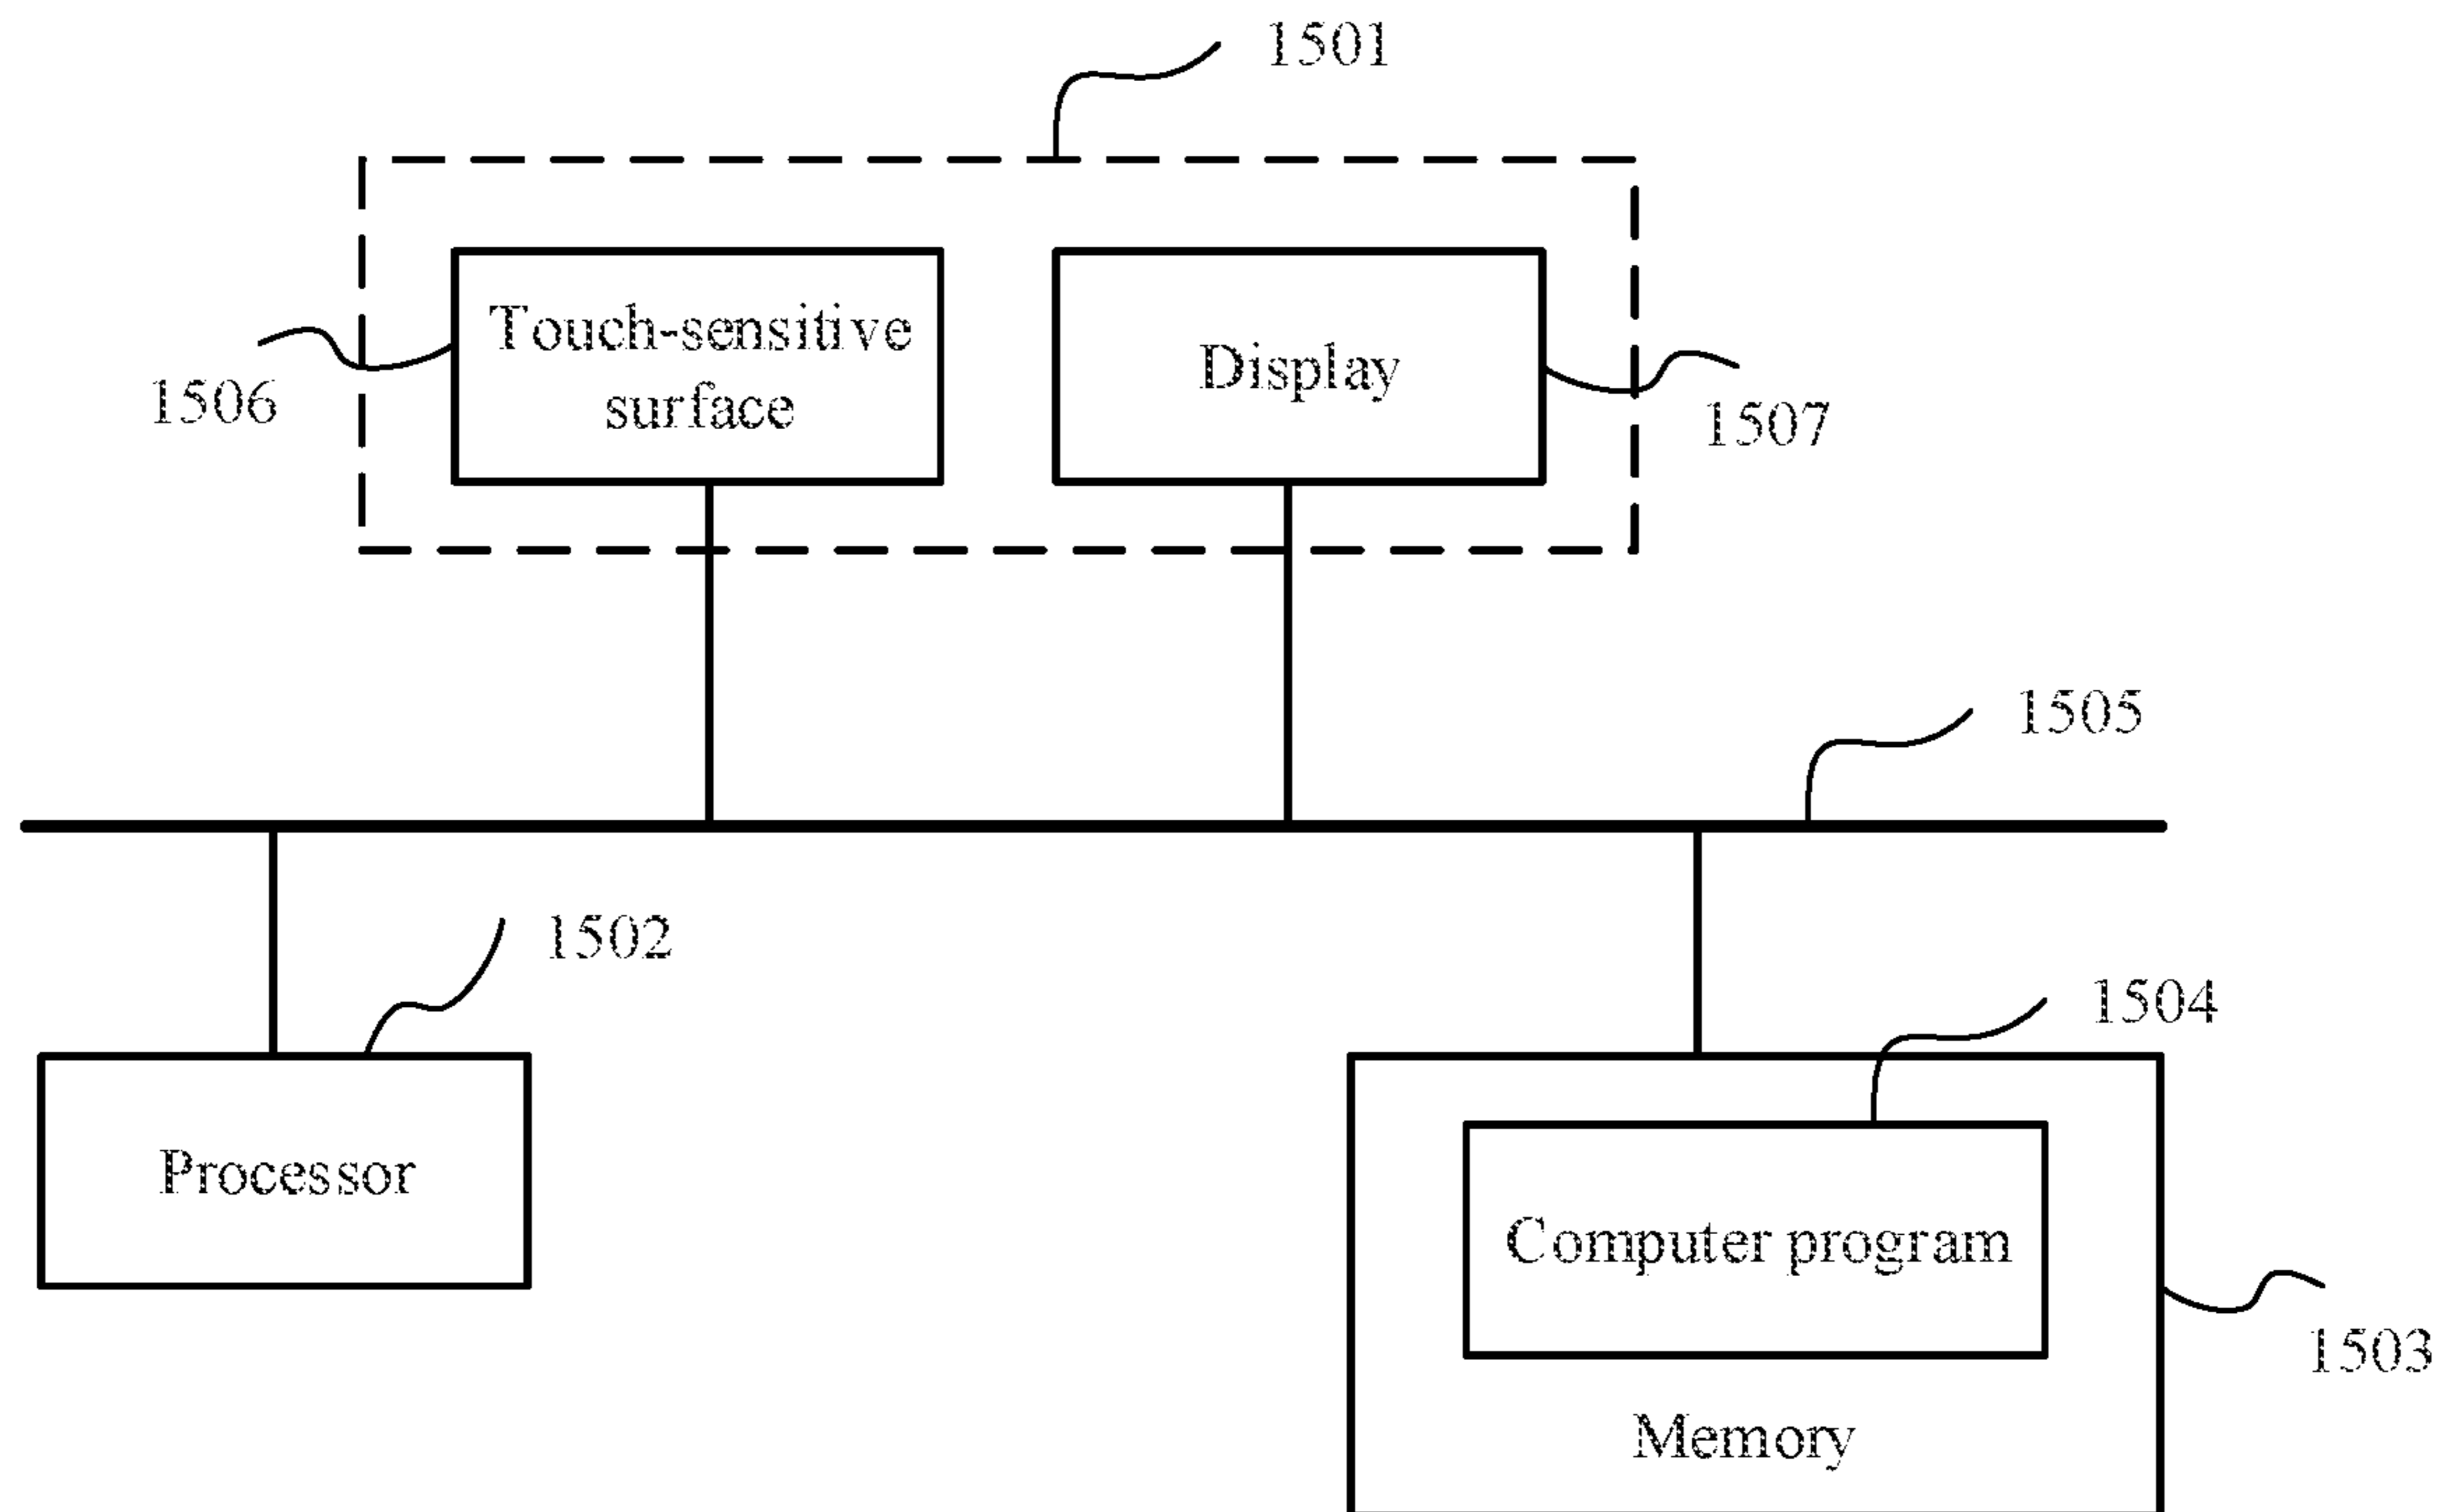 1501
Touch-sensitive
surface
Display
1506
1507
1505
1502
1504
Processor
Computer program
1503
Memory